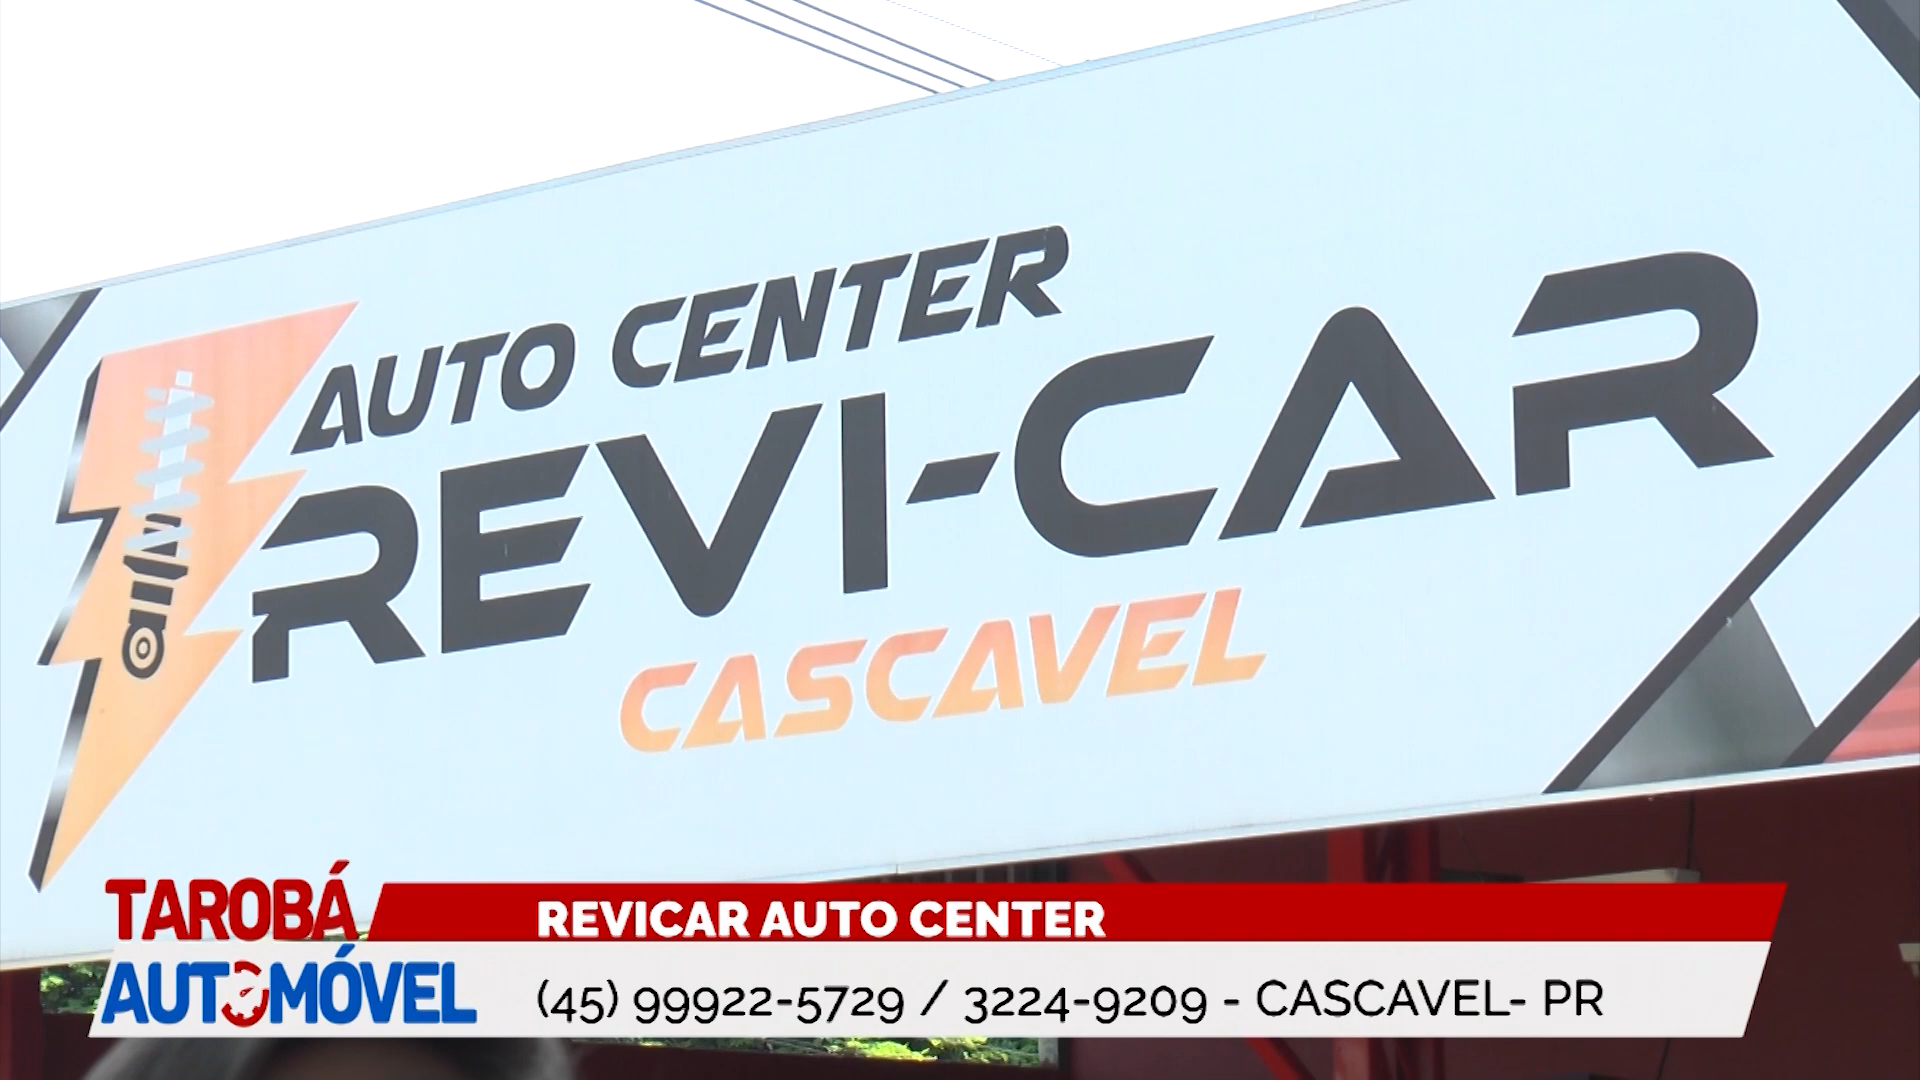 AUTO CENTER
REVI-CAR
CASCAVEL
TAROBÁ
AUTOMÓVEL
REVICAR AUTO CENTER
(45) 99922-5729 / 3224-9209 - CASCAVEL- PR